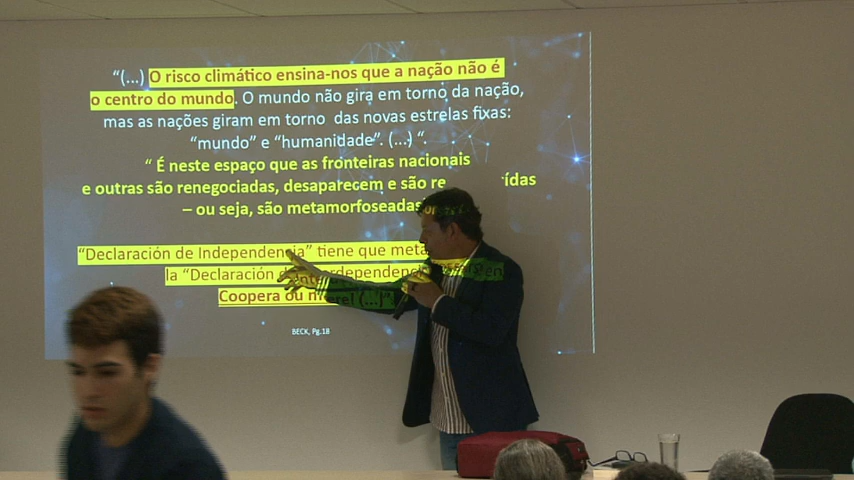 “(...) O risco climático ensina-nos que a nação não é
o centro do mundo. O mundo não gira em torno da nação,
mas as nações giram em torno das novas estrelas fixas:
“mundo” e “humanidade”. (...) “.
“ É neste espaço que as fronteiras nacionais
e outras são renegociadas, desaparecem e são
– ou seja, são metamorfoseadas
“Declaración de Independencia” tiene que
la “Declaración
Coopera ou (...)”
BECK, Pg.18